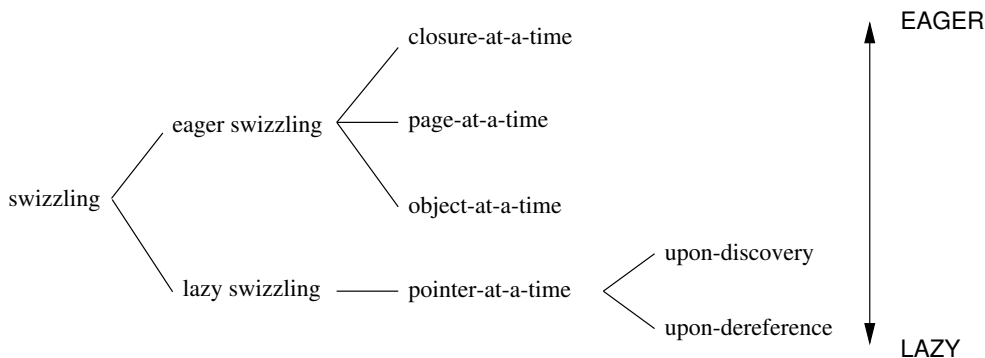 EAGER
closure-at-a-time
eager swizzling
page-at-a-time
swizzling
object-at-a-time
upon-discovery
lazy swizzling
pointer-at-a-time
upon-dereference
LAZY